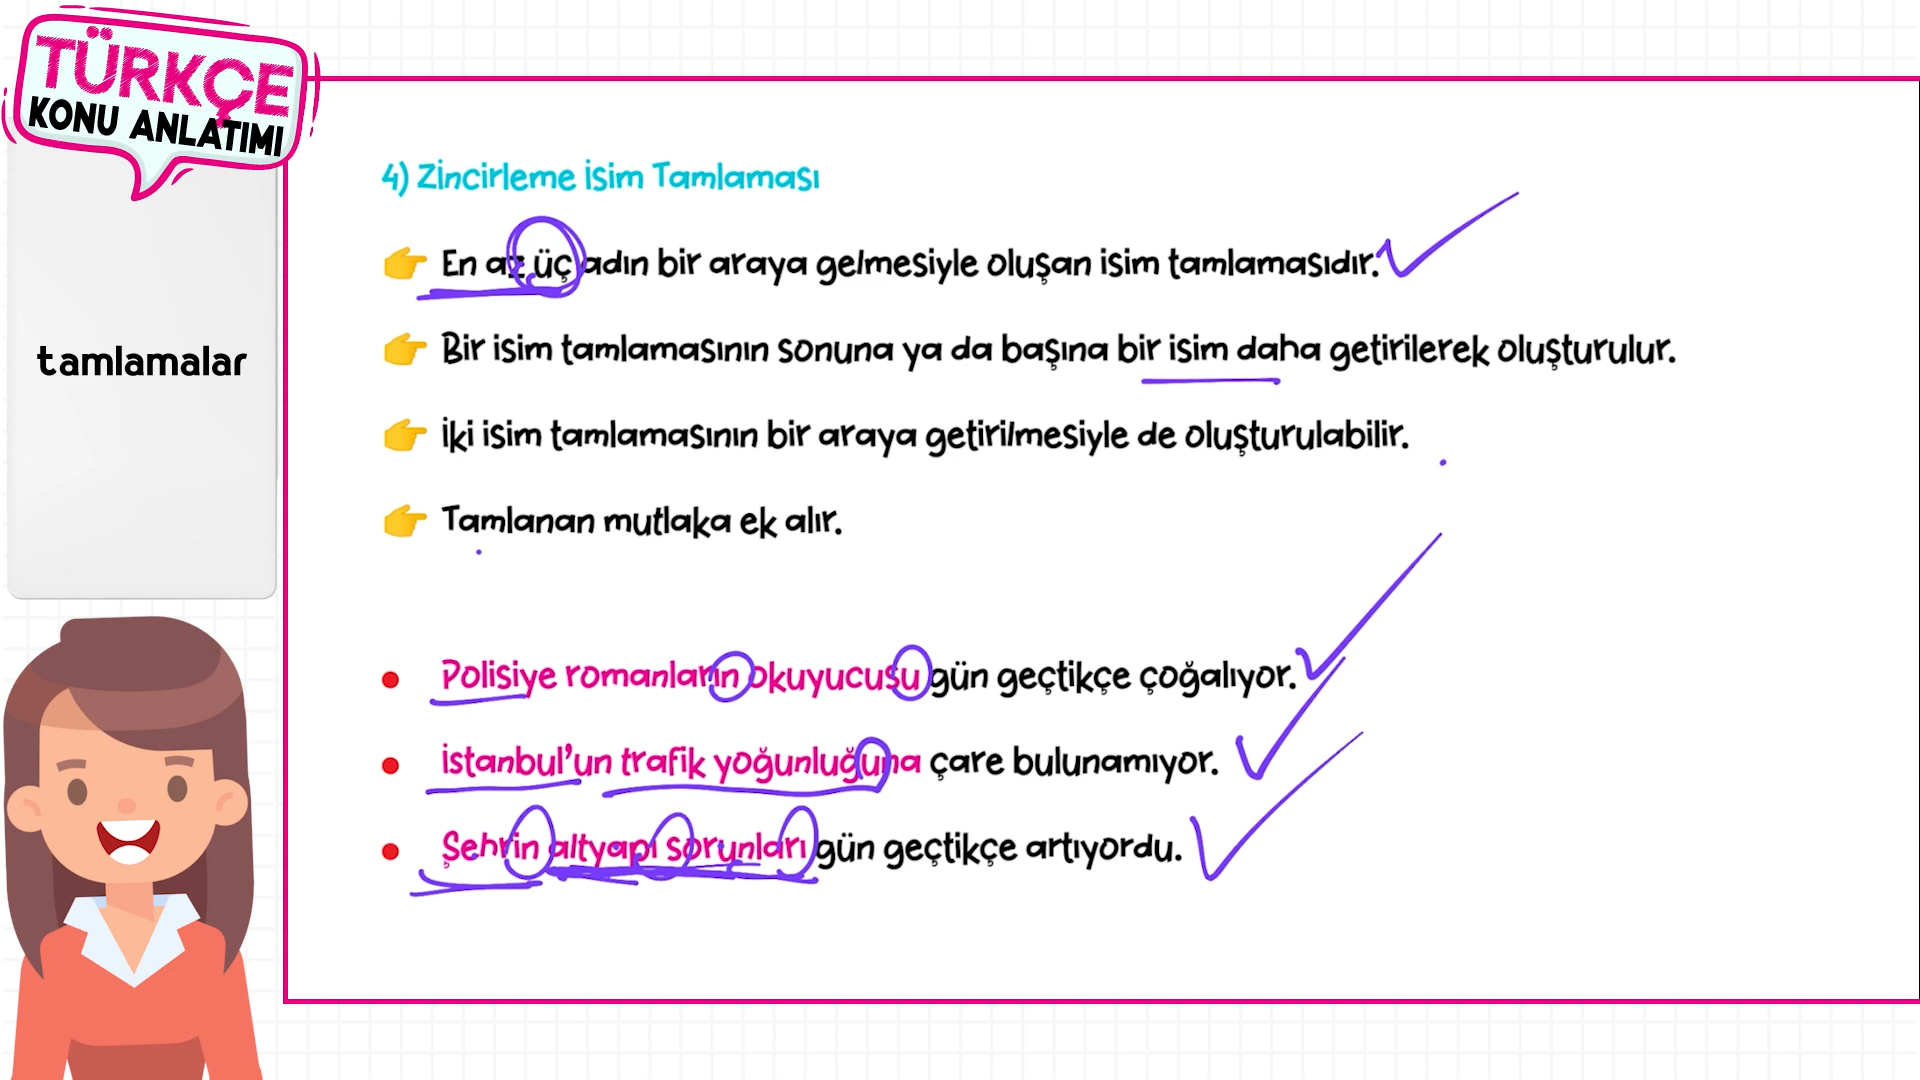 TÜRKÇE
KONU ANLATIMI
tamlamalar
4) Zincirleme İsim Tamlaması
👉 En az üç adın bir araya gelmesiyle oluşan isim tamlamasıdır.
👉 Bir isim tamlamasının sonuna ya da başına bir isim daha getirilerek oluşturulur.
👉 İki isim tamlamasının bir araya getirilmesiyle de oluşturulabilir.
👉 Tamlanan mutlaka ek alır.
• Polisiye romanların okuyucusu gün geçtikçe çoğalıyor.
• İstanbul'un trafik yoğunluğuna çare bulunamıyor.
• Şehrin altyapı sorunları gün geçtikçe artıyordu.